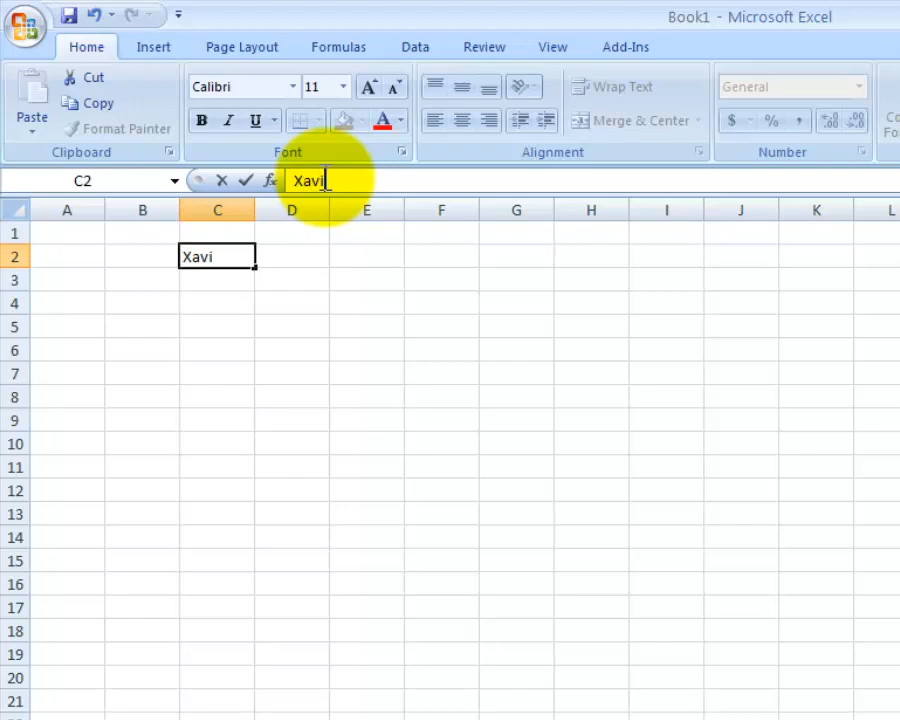 Book1 - Microsoft Excel
Home Insert Page Layout Formulas Data Review View Add-Ins
Paste
Cut
Copy
Format Painter
Clipboard
Calibri 11
B I U A
Font
Wrap Text
Merge & Center
Alignment
General
$ % ,
Number
C2 fx Xavi
A B C D E F G H I J K L
1
2 Xavi
3
4
5
6
7
8
9
10
11
12
13
14
15
16
17
18
19
20
21